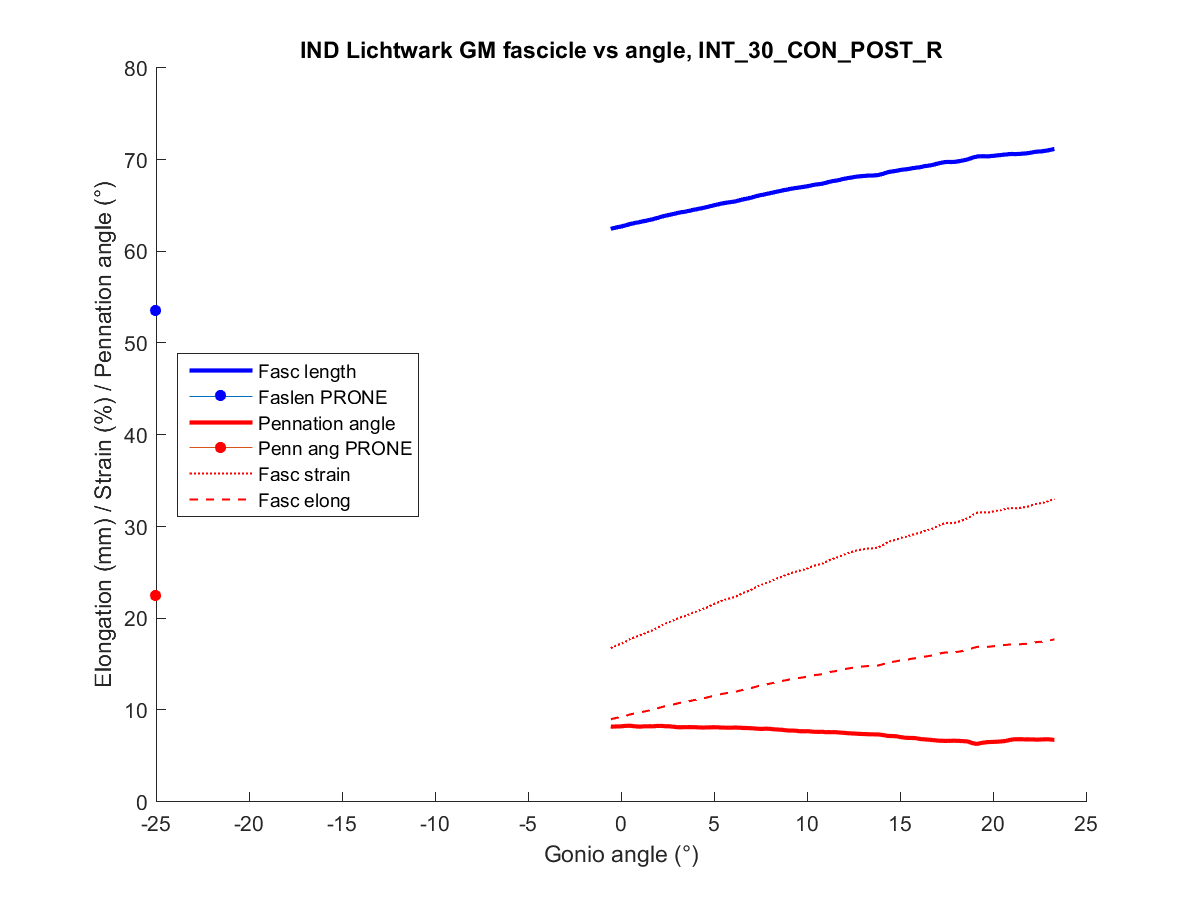 IND Lichtwark GM fascicle vs angle, INT_30_CON_POST_R
80
70
60
50
40
30
20
10
0
Elongation (mm) / Strain (%) / Pennation angle (°)
Fasc length
Faslen PRONE
Pennation angle
Penn ang PRONE
Fasc strain
Fasc elong
-25 -20 -15 -10 -5 0 5 10 15 20 25
Gonio angle (°)